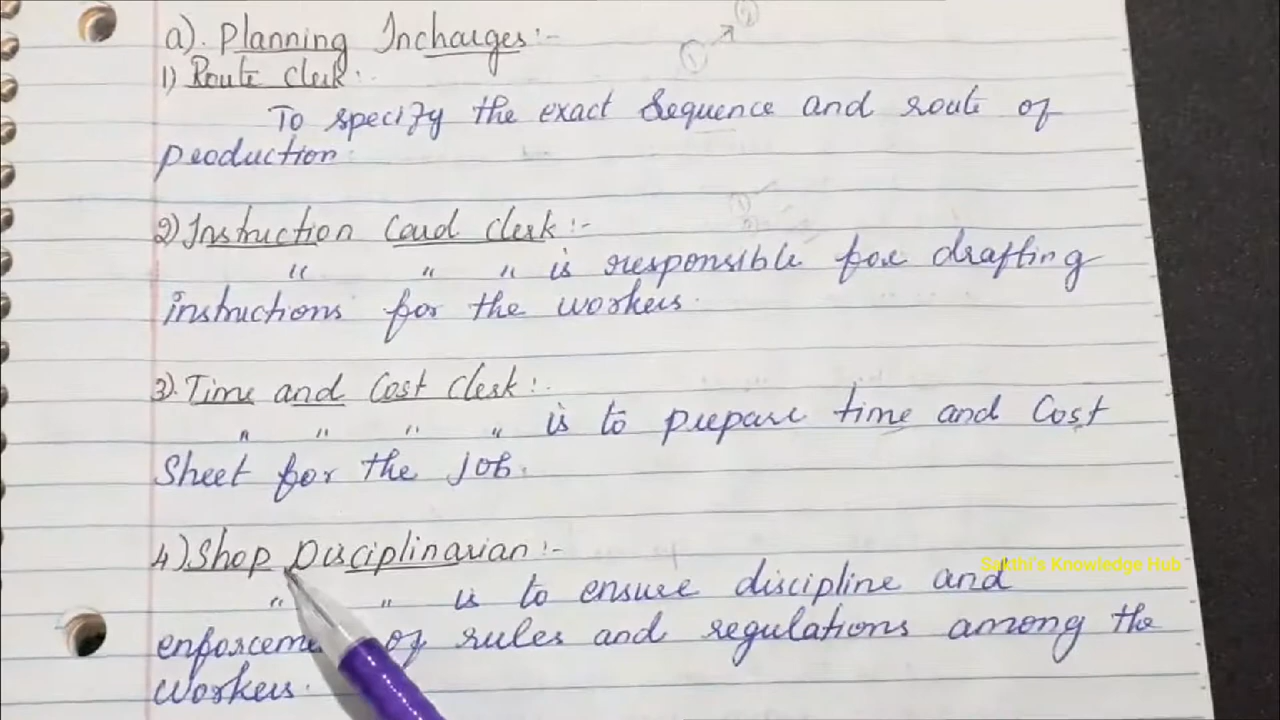 a). Planning Incharges:-
1) Route clerk:-
To specify the exact Sequence and route of
production.
2) Instruction Card clerk:-
" " " is responsible for drafting
instructions for the workers.
3). Time and Cost Clerk:-
" " " " is to prepare time and Cost
Sheet for the job.
4) Shop Disciplinarian:-
" " is to ensure discipline and
of rules and regulations among the
workers.
Sakthi's Knowledge Hub